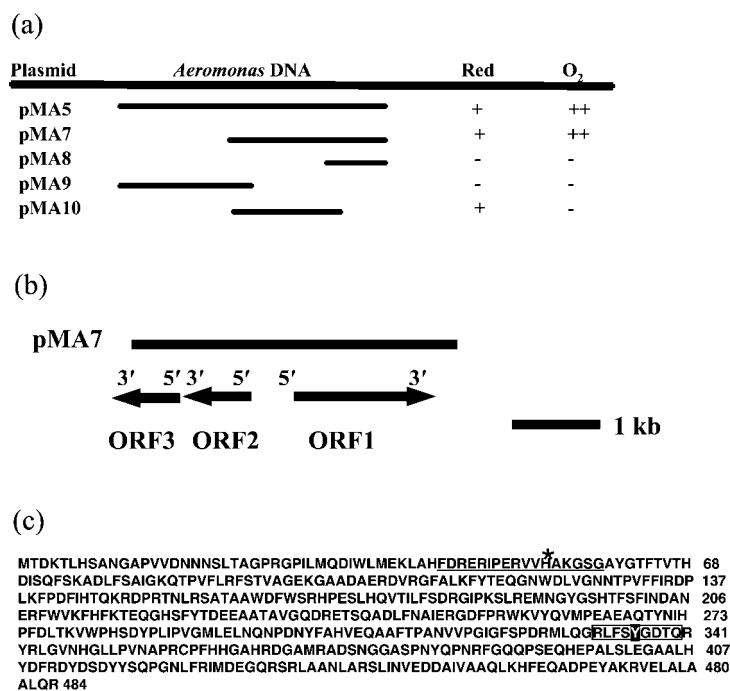 (a)
Plasmid Aeromonas DNA Red O2
pMA5 + ++
pMA7 + ++
pMA8 - -
pMA9 - -
pMA10 + -
(b)
pMA7
3' 5' 3' 5' 5' 3'
ORF3 ORF2 ORF1
1 kb
(c)
*
MTDKTLHSANGAPVVDNNNSLTAGPRGPILMQDIWLMEKLAHFDRERIPERVVHAKGSGAYGTFTVTH 68
DISQFSKADLFSAIGKQTPVFLRFSTVAGEKGAADAERDVRGFALKFYTEQGNWDLVGNNTPVFFIRDP 137
LKFPDFIHTQKRDPRTNLRSATAAWDFWSRHPESLHQVTILFSDRGIPKSLREMNGYGSHTFSFINDAN 206
ERFWVKFHFKTEQGHSFYTDEEAATAVGQDRETSQADLFNAIERGDFPRWKVYQVMPEAEAQTYNIH 273
PFDLTKVWPHSDYPLIPVGMLELNQNPDNYFAHVEQAAFTPANVVPGIGFSPDRMLQGRLFSYGDTQR 341
YRLGVNHGLLPVNAPRCPFHHGAHRDGAMRADSNGGASPNYQPNRFGQQPSEQHEPALSLEGAALH 407
YDFRDYDSDYYSQPGNLFRIMDEGQRSRLAANLARSLINVEDDAIVAAQLKHFEQADPEYAKRVELALA 480
ALQR 484